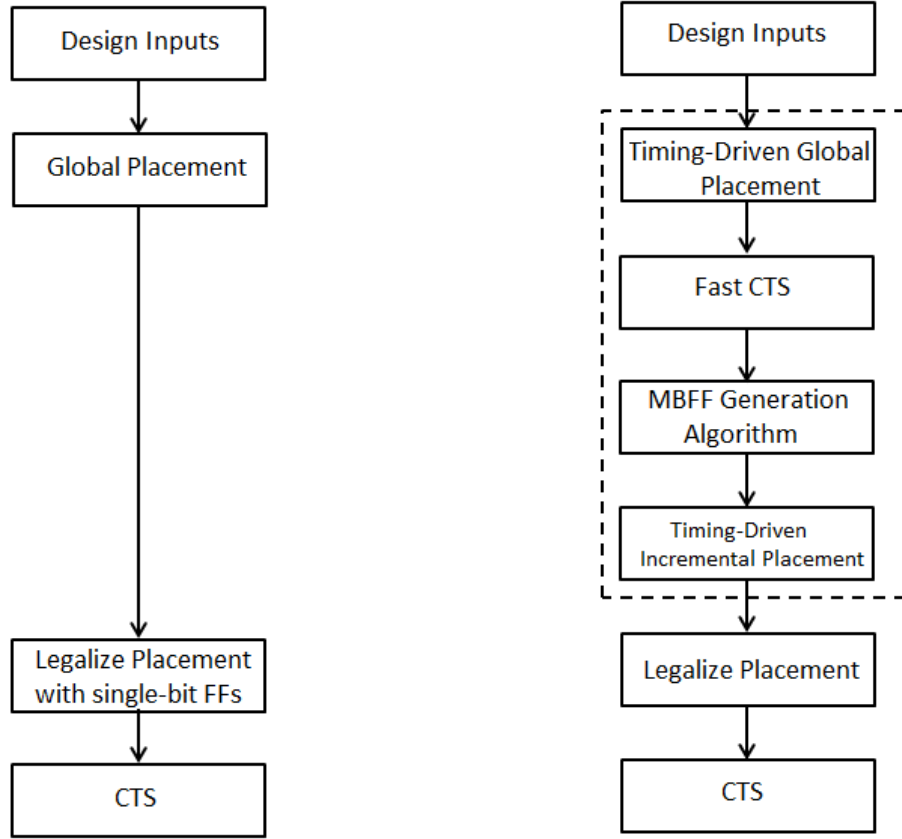 Design Inputs
Global Placement
Legalize Placement
with single-bit FFs
CTS
Design Inputs
Timing-Driven Global
Placement
Fast CTS
MBFF Generation
Algorithm
Timing-Driven
Incremental Placement
Legalize Placement
CTS